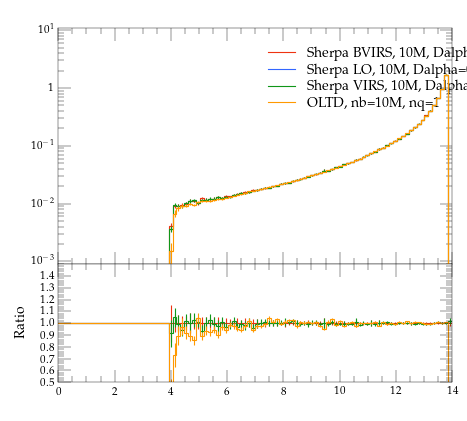 10^1
1
10^−1
10^−2
10^−3
Sherpa BVIRS, 10M, Dalph
Sherpa LO, 10M, Dalpha=
Sherpa VIRS, 10M, Dalpha
OLTD, nb=10M, nq=1
Ratio
1.4
1.3
1.2
1.1
1.0
0.9
0.8
0.7
0.6
0.5
0 2 4 6 8 10 12 14